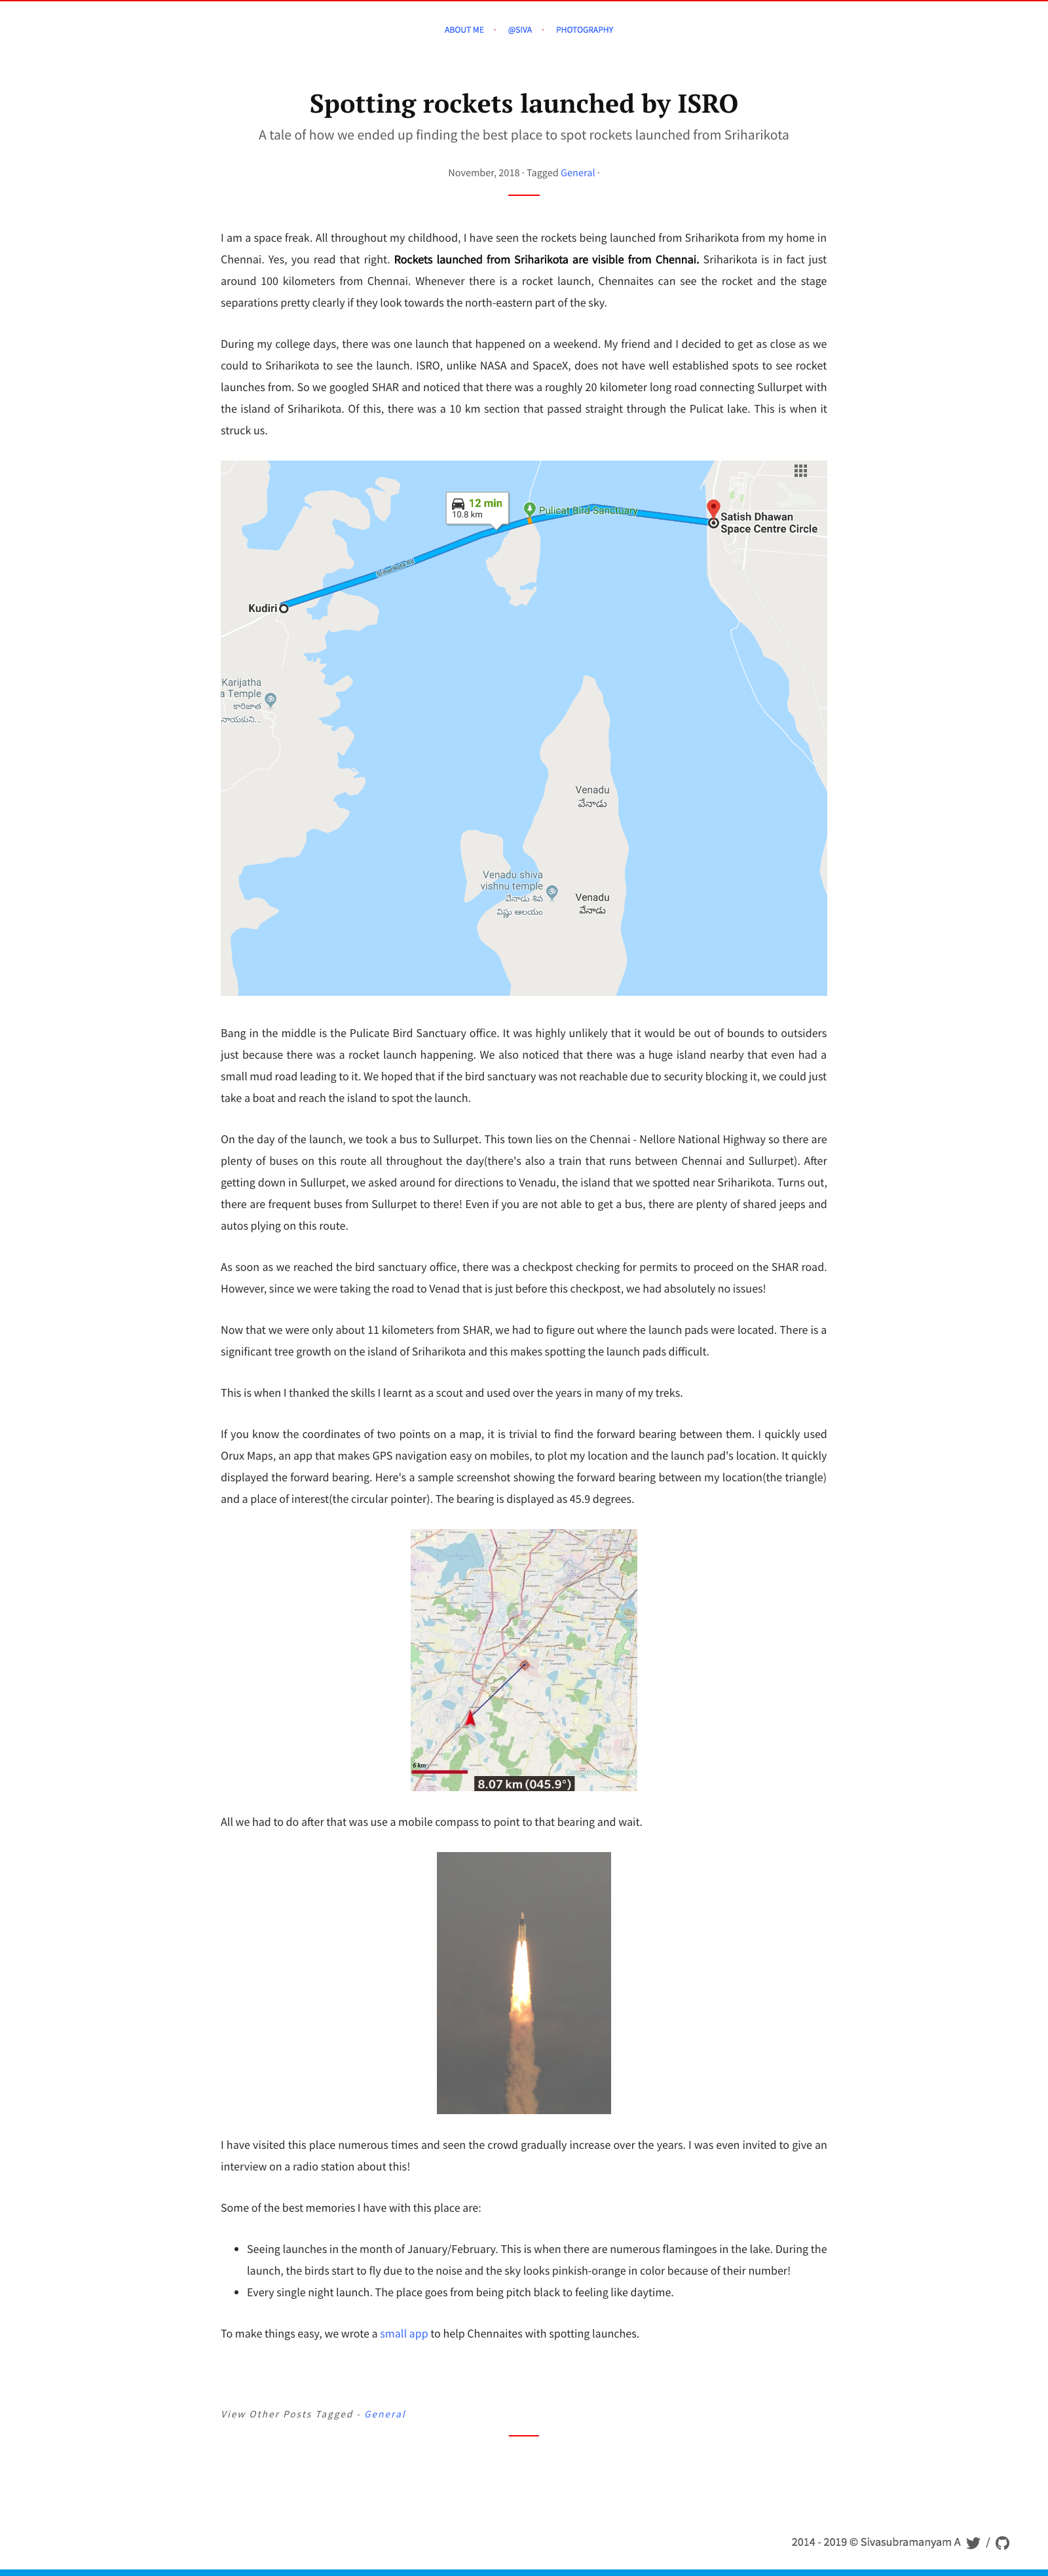 ABOUT ME · @SIVA · PHOTOGRAPHY
Spotting rockets launched by ISRO
A tale of how we ended up finding the best place to spot rockets launched from Sriharikota
November, 2018 · Tagged General ·
I am a space freak. All throughout my childhood, I have seen the rockets being launched from Sriharikota from my home in
Chennai. Yes, you read that right. Rockets launched from Sriharikota are visible from Chennai. Sriharikota is in fact just
around 100 kilometers from Chennai. Whenever there is a rocket launch, Chennaites can see the rocket and the stage
separations pretty clearly if they look towards the north-eastern part of the sky.
During my college days, there was one launch that happened on a weekend. My friend and I decided to get as close as we
could to Sriharikota to see the launch. ISRO, unlike NASA and SpaceX, does not have well established spots to see rocket
launches from. So we googled SHAR and noticed that there was a roughly 20 kilometer long road connecting Sullurpet with
the island of Sriharikota. Of this, there was a 10 km section that passed straight through the Pulicat lake. This is when it
struck us.
12 min
10.8 km
Pulicat Bird Sanctuary
Satish Dhawan
Space Centre Circle
Sriharikota Rd
Kudiri
Karijatha
a Temple
కారిజాత
నాయకుని...
Venadu
వేనాడు
Venadu shiva
vishnu temple
వేనాడు శివ
విష్ణు ఆలయం
Venadu
వేనాడు
Bang in the middle is the Pulicate Bird Sanctuary office. It was highly unlikely that it would be out of bounds to outsiders
just because there was a rocket launch happening. We also noticed that there was a huge island nearby that even had a
small mud road leading to it. We hoped that if the bird sanctuary was not reachable due to security blocking it, we could just
take a boat and reach the island to spot the launch.
On the day of the launch, we took a bus to Sullurpet. This town lies on the Chennai - Nellore National Highway so there are
plenty of buses on this route all throughout the day(there's also a train that runs between Chennai and Sullurpet). After
getting down in Sullurpet, we asked around for directions to Venadu, the island that we spotted near Sriharikota. Turns out,
there are frequent buses from Sullurpet to there! Even if you are not able to get a bus, there are plenty of shared jeeps and
autos plying on this route.
As soon as we reached the bird sanctuary office, there was a checkpost checking for permits to proceed on the SHAR road.
However, since we were taking the road to Venad that is just before this checkpost, we had absolutely no issues!
Now that we were only about 11 kilometers from SHAR, we had to figure out where the launch pads were located. There is a
significant tree growth on the island of Sriharikota and this makes spotting the launch pads difficult.
This is when I thanked the skills I learnt as a scout and used over the years in many of my treks.
If you know the coordinates of two points on a map, it is trivial to find the forward bearing between them. I quickly used
Orux Maps, an app that makes GPS navigation easy on mobiles, to plot my location and the launch pad's location. It quickly
displayed the forward bearing. Here's a sample screenshot showing the forward bearing between my location(the triangle)
and a place of interest(the circular pointer). The bearing is displayed as 45.9 degrees.
6 km
8.07 km (045.9°)
All we had to do after that was use a mobile compass to point to that bearing and wait.
I have visited this place numerous times and seen the crowd gradually increase over the years. I was even invited to give an
interview on a radio station about this!
Some of the best memories I have with this place are:
• Seeing launches in the month of January/February. This is when there are numerous flamingoes in the lake. During the
launch, the birds start to fly due to the noise and the sky looks pinkish-orange in color because of their number!
• Every single night launch. The place goes from being pitch black to feeling like daytime.
To make things easy, we wrote a small app to help Chennaites with spotting launches.
View Other Posts Tagged - General
2014 - 2019 © Sivasubramanyam A /